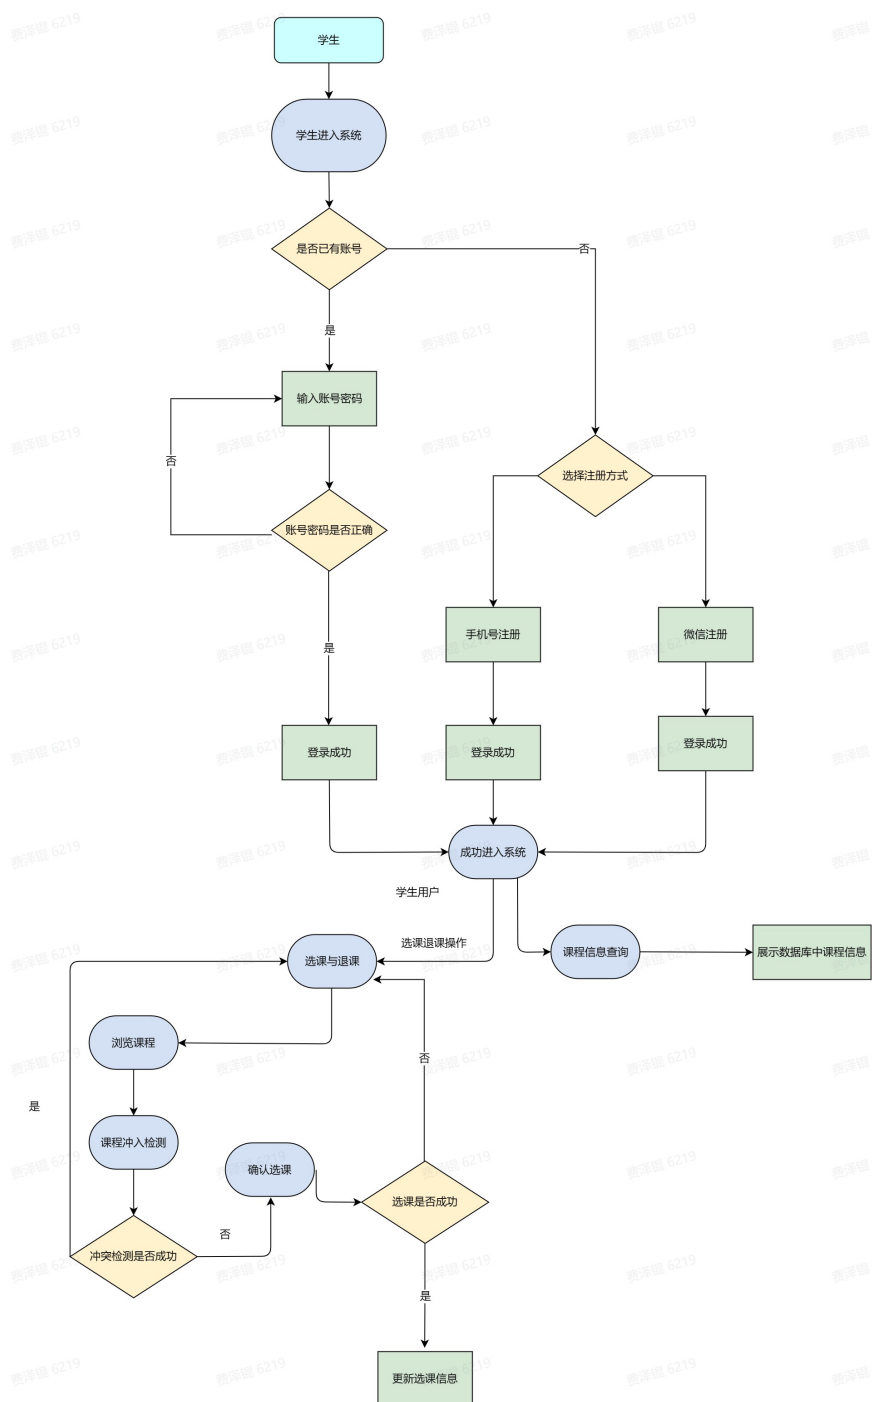 学生
学生进入系统
是否已有账号
否
是
输入账号密码
否
选择注册方式
账号密码是否正确
手机号注册
微信注册
是
登录成功
登录成功
登录成功
成功进入系统
学生用户
选课退课操作
选课与退课
课程信息查询
展示数据库中课程信息
浏览课程
否
是
课程冲入检测
确认选课
选课是否成功
否
冲突检测是否成功
是
更新选课信息